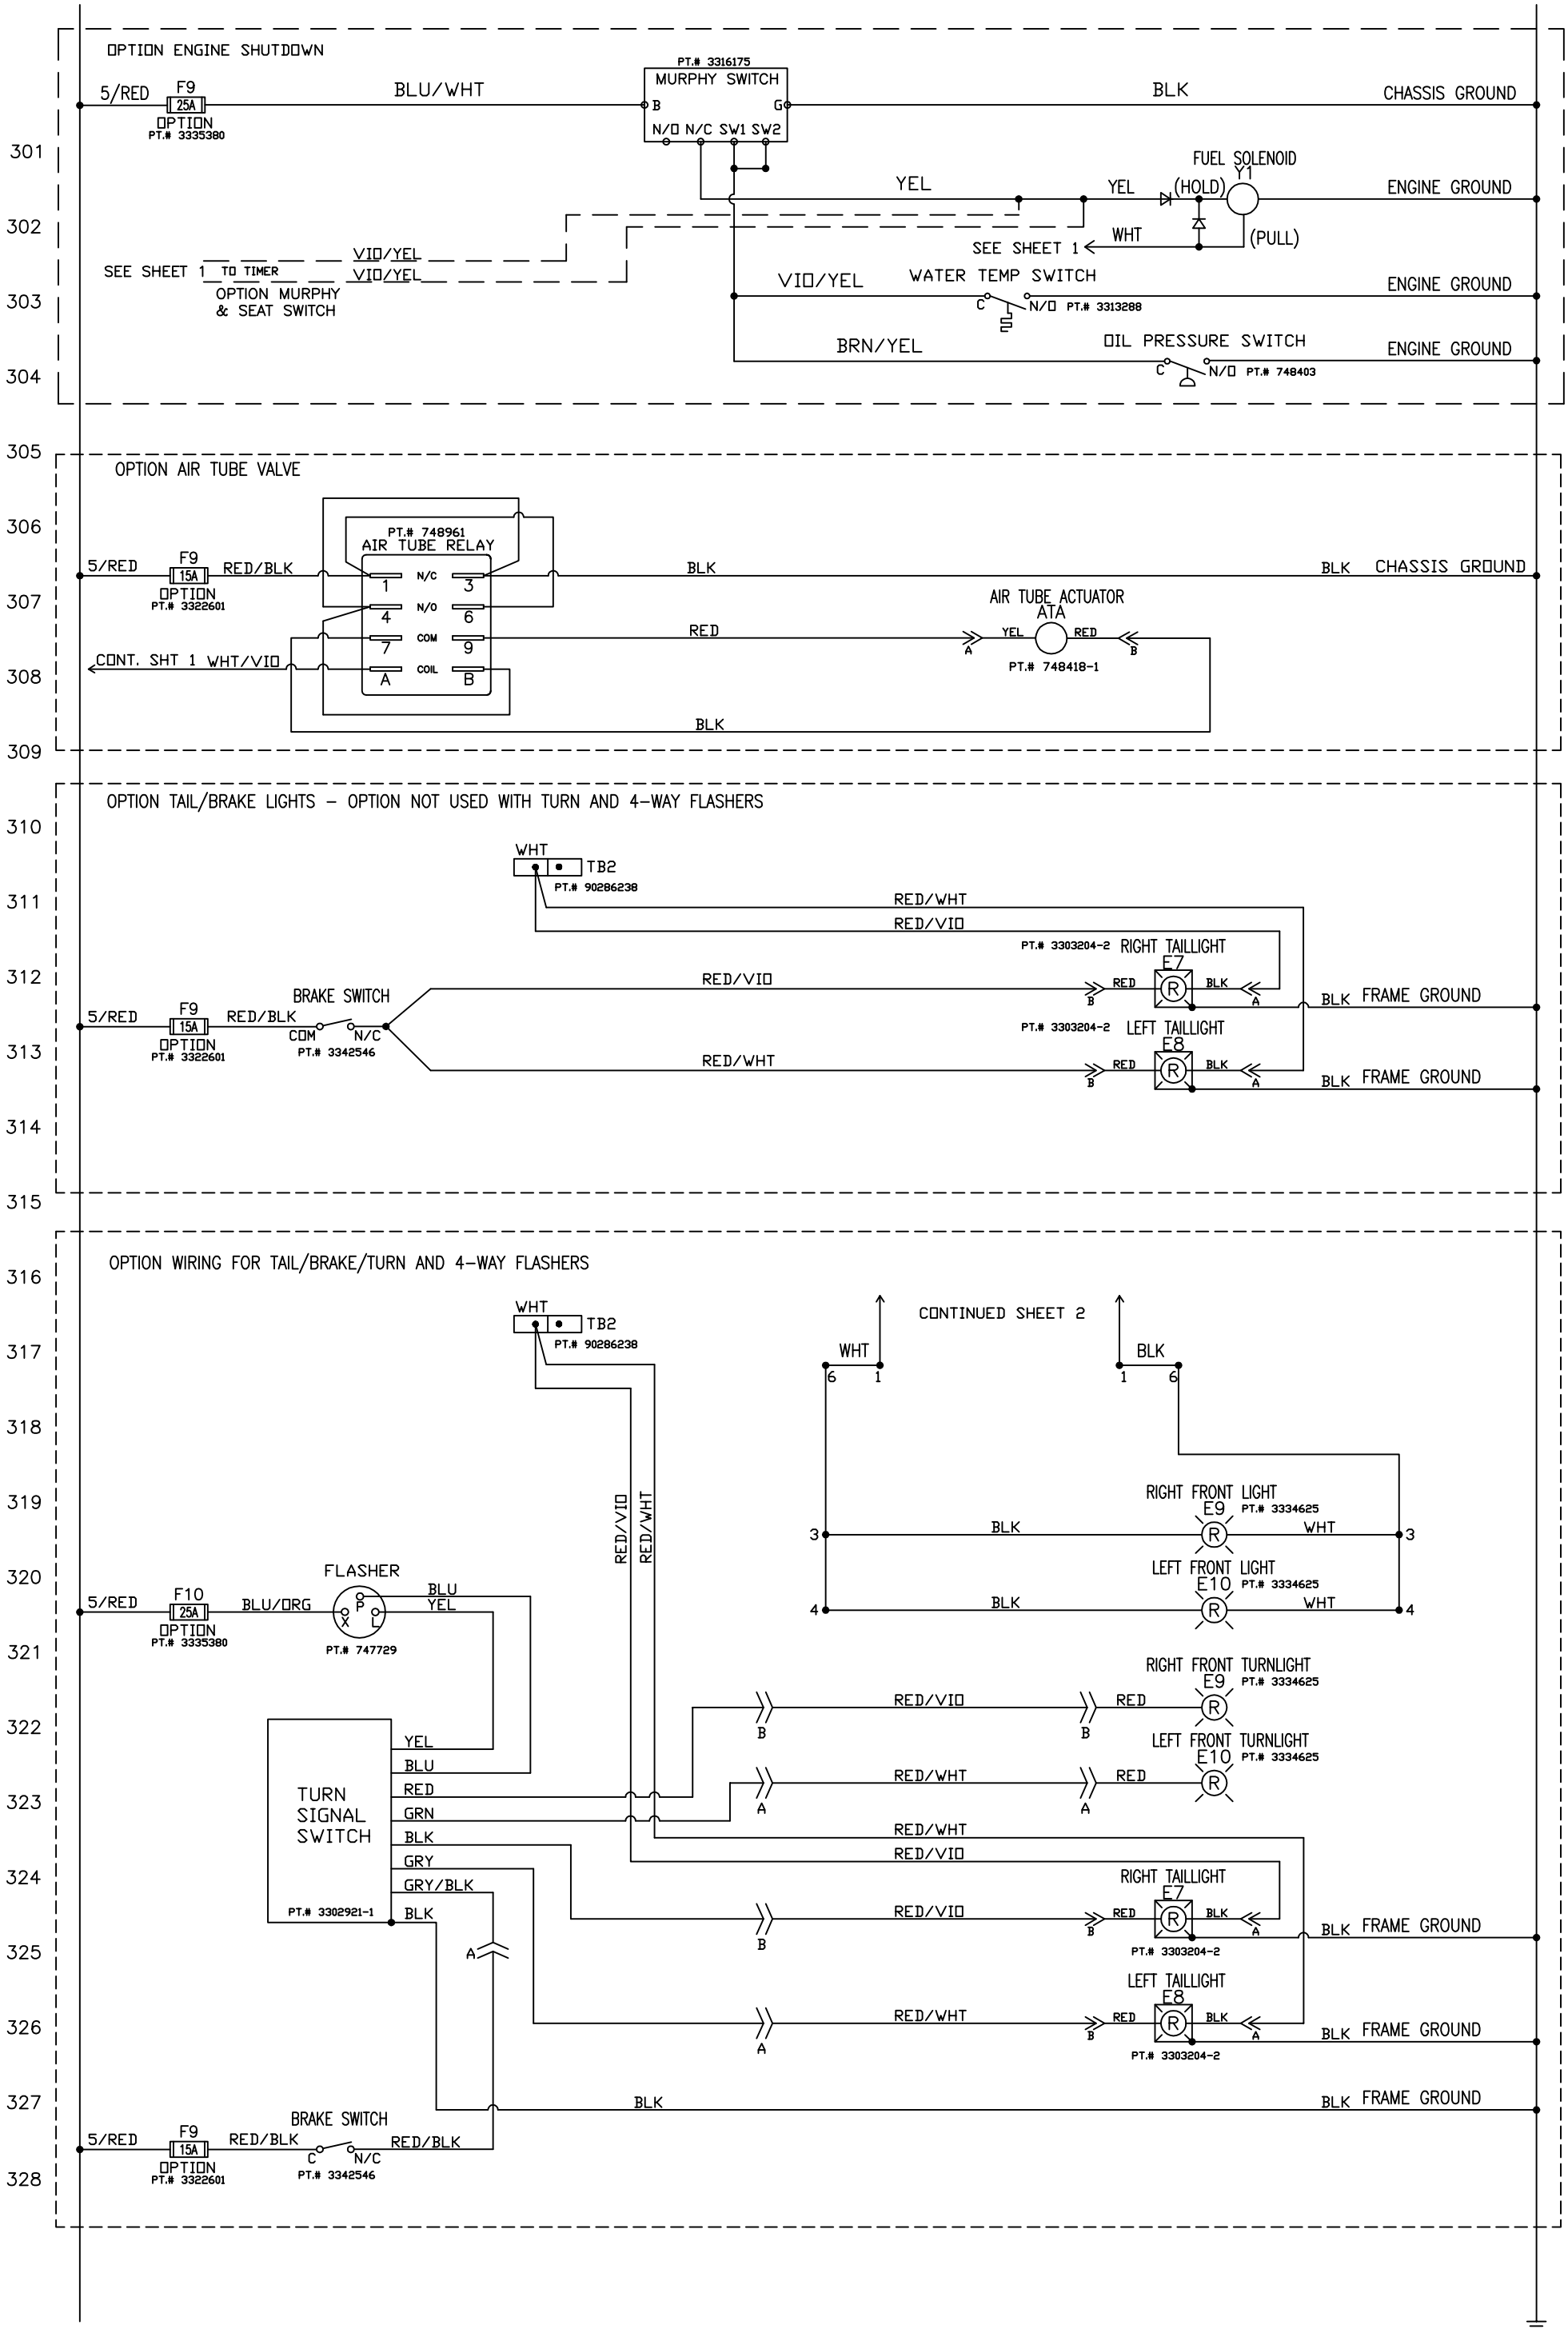 OPTION ENGINE SHUTDOWN
PT.# 3316175
MURPHY SWITCH
5/RED F9 BLU/WHT B G BLK CHASSIS GROUND
25A
OPTION
PT.# 3335380
N/O N/C SW1 SW2
301
FUEL SOLENOID
Y1
YEL YEL (HOLD) ENGINE GROUND
302
WHT (PULL)
SEE SHEET 1
VIO/YEL
SEE SHEET 1 TO TIMER VIO/YEL
OPTION MURPHY
& SEAT SWITCH
VIO/YEL WATER TEMP SWITCH ENGINE GROUND
303
C N/O PT.# 3313288
BRN/YEL OIL PRESSURE SWITCH ENGINE GROUND
304
C N/O PT.# 748403
305
OPTION AIR TUBE VALVE
306
PT.# 748961
AIR TUBE RELAY
5/RED F9 RED/BLK BLK BLK CHASSIS GROUND
15A
OPTION
PT.# 3322601
1 N/C 3
307
4 N/O 6
AIR TUBE ACTUATOR
ATA
7 COM 9 RED A YEL RED B
PT.# 748418-1
CONT. SHT 1 WHT/VIO
308
A COIL B
BLK
309
OPTION TAIL/BRAKE LIGHTS - OPTION NOT USED WITH TURN AND 4-WAY FLASHERS
310
WHT
TB2
PT.# 90286238
311
RED/WHT
RED/VIO
PT.# 3303204-2 RIGHT TAILLIGHT
E7
312
RED/VIO B RED R BLK A
BLK FRAME GROUND
BRAKE SWITCH
5/RED F9 RED/BLK
15A COM N/C
OPTION
PT.# 3322601 PT.# 3342546
PT.# 3303204-2 LEFT TAILLIGHT
E8
313
RED/WHT B RED R BLK A
BLK FRAME GROUND
314
315
OPTION WIRING FOR TAIL/BRAKE/TURN AND 4-WAY FLASHERS
316
WHT
TB2
PT.# 90286238
CONTINUED SHEET 2
317
WHT BLK
6 1 1 6
318
319
RED/VIO
RED/WHT
RIGHT FRONT LIGHT
E9 PT.# 3334625
3 BLK R WHT 3
320
LEFT FRONT LIGHT
E10 PT.# 3334625
4 BLK R WHT 4
FLASHER
BLU
5/RED F10 BLU/ORG YEL
25A
P
X L
OPTION
PT.# 3335380 PT.# 747729
321
RIGHT FRONT TURNLIGHT
E9 PT.# 3334625
RED/VIO RED R
B B
322
LEFT FRONT TURNLIGHT
E10 PT.# 3334625
RED/WHT RED R
A A
YEL
BLU
RED
GRN
BLK
GRY
GRY/BLK
BLK
TURN
SIGNAL
SWITCH
PT.# 3302921-1
323
RED/WHT
RED/VIO
324
RIGHT TAILLIGHT
E7
B RED/VIO B RED R BLK A
BLK FRAME GROUND
PT.# 3303204-2
325
A
LEFT TAILLIGHT
E8
326
A RED/WHT B RED R BLK A
BLK FRAME GROUND
PT.# 3303204-2
327
BLK BLK FRAME GROUND
BRAKE SWITCH
5/RED F9 RED/BLK RED/BLK
15A C N/C
OPTION
PT.# 3322601 PT.# 3342546
328